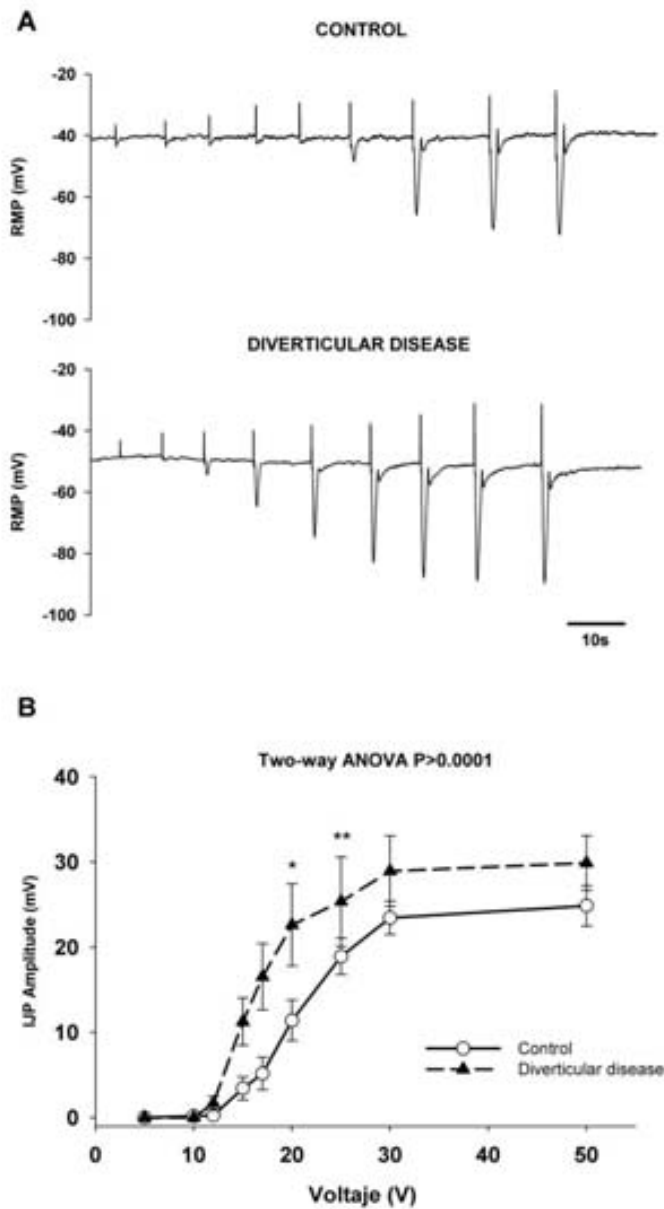 A
CONTROL
-20
-40
-60
-80
-100
RMP (mV)
DIVERTICULAR DISEASE
-20
-40
-60
-80
-100
RMP (mV)
10s
B
Two-way ANOVA P>0.0001
40
30
20
10
0
IJP Amplitude (mV)
*
**
Control
Diverticular disease
0 10 20 30 40 50
Voltaje (V)